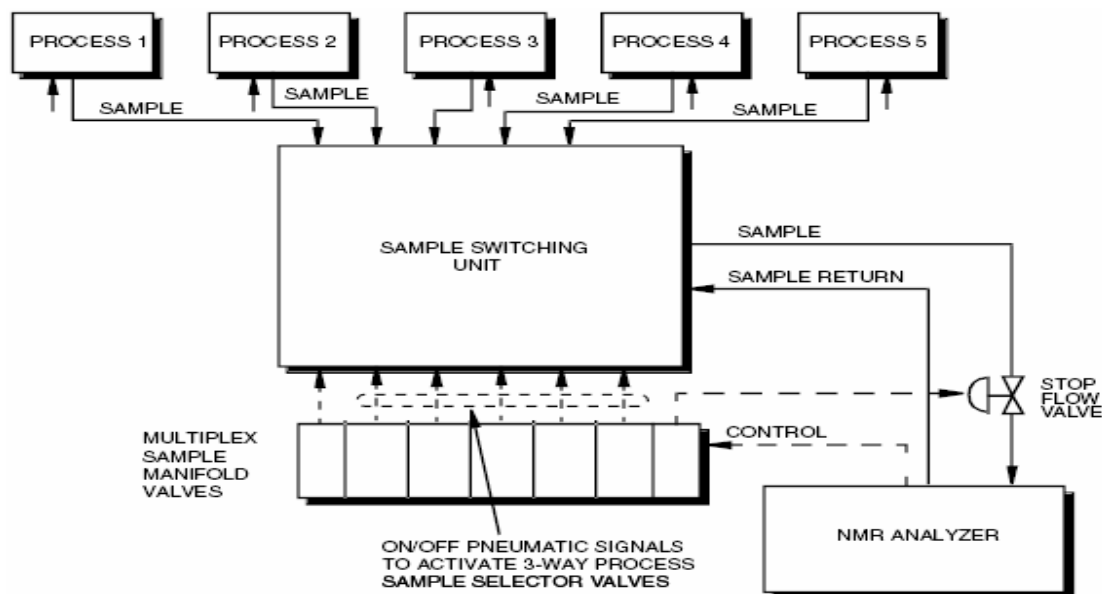 PROCESS 1
PROCESS 2
PROCESS 3
PROCESS 4
PROCESS 5
SAMPLE
SAMPLE
SAMPLE
SAMPLE
SAMPLE SWITCHING
UNIT
SAMPLE
SAMPLE RETURN
STOP
FLOW
VALVE
MULTIPLEX
SAMPLE
MANIFOLD
VALVES
CONTROL
ON/OFF PNEUMATIC SIGNALS
TO ACTIVATE 3-WAY PROCESS
SAMPLE SELECTOR VALVES
NMR ANALYZER